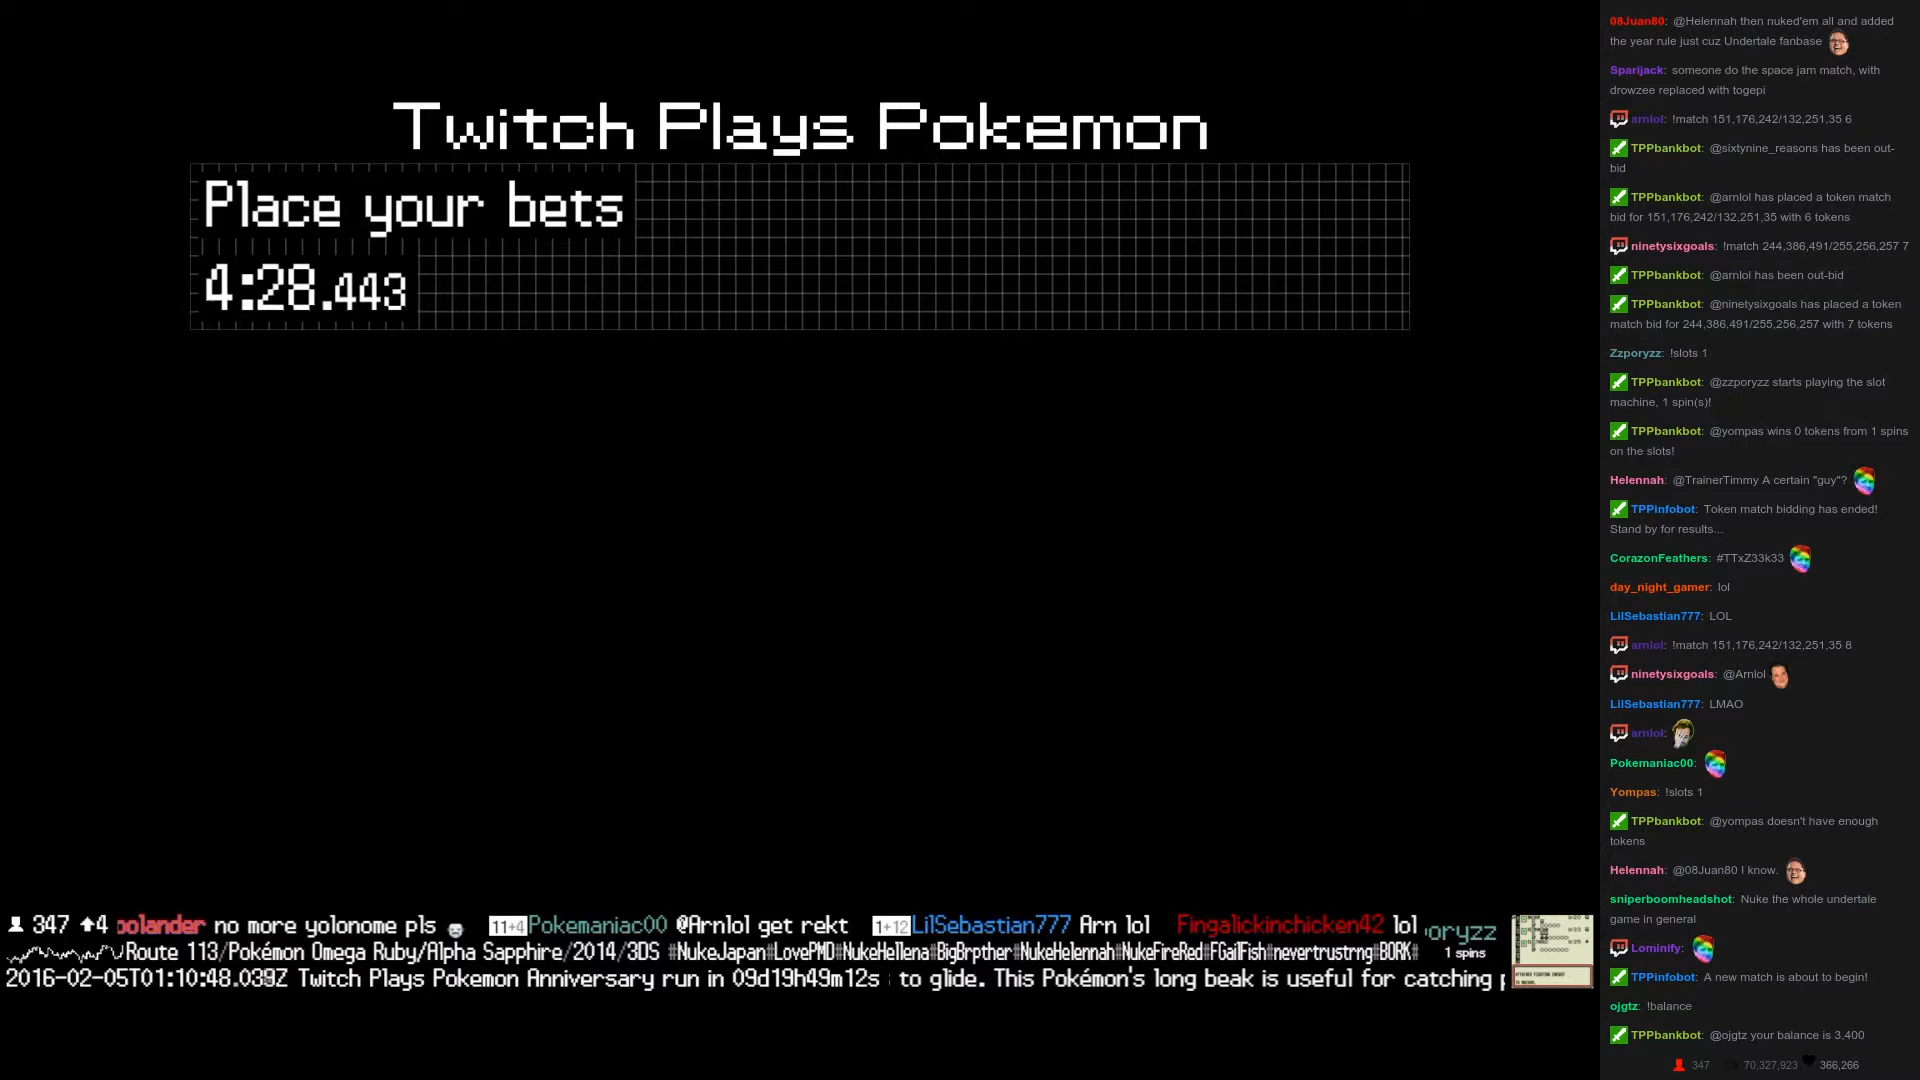 Twitch Plays Pokemon
Place your bets
4:28.443
347 4 polander no more yolonome pls 11+4 Pokemaniac00 @Arnlol get rekt 1+12 LilSebastian777 Arn lol Fingalickinchicken42 lol oryzz
Route 113/Pokémon Omega Ruby/Alpha Sapphire/2014/3DS #NukeJapan#LovePMD#NukeHellena#BigBrpther#NukeHelennah#NukeFireRed#FGailFish#nevertrustrng#BORK# 1 spins
2016-02-05T01:10:48.039Z Twitch Plays Pokemon Anniversary run in 09d19h49m12s to glide. This Pokémon's long beak is useful for catching
08Juan80: @Helennah then nuked'em all and added
the year rule just cuz Undertale fanbase
Sparijack: someone do the space jam match, with
drowzee replaced with togepi
arnlol: !match 151,176,242/132,251,35 6
TPPbankbot: @sixtynine_reasons has been out-
bid
TPPbankbot: @arnlol has placed a token match
bid for 151,176,242/132,251,35 with 6 tokens
ninetysixgoals: !match 244,386,491/255,256,257 7
TPPbankbot: @arnlol has been out-bid
TPPbankbot: @ninetysixgoals has placed a token
match bid for 244,386,491/255,256,257 with 7 tokens
Zzporyzz: !slots 1
TPPbankbot: @zzporyzz starts playing the slot
machine, 1 spin(s)!
TPPbankbot: @yompas wins 0 tokens from 1 spins
on the slots!
Helennah: @TrainerTimmy A certain "guy"?
TPPinfobot: Token match bidding has ended!
Stand by for results...
CorazonFeathers: #TTxZ33k33
day_night_gamer: lol
LilSebastian777: LOL
arnlol: !match 151,176,242/132,251,35 8
ninetysixgoals: @Arnlol
LilSebastian777: LMAO
arnlol:
Pokemaniac00:
Yompas: !slots 1
TPPbankbot: @yompas doesn't have enough
tokens
Helennah: @08Juan80 I know.
sniperboomheadshot: Nuke the whole undertale
game in general
Lominify:
TPPinfobot: A new match is about to begin!
ojgtz: !balance
TPPbankbot: @ojgtz your balance is 3,400
347 70,327,923 366,266